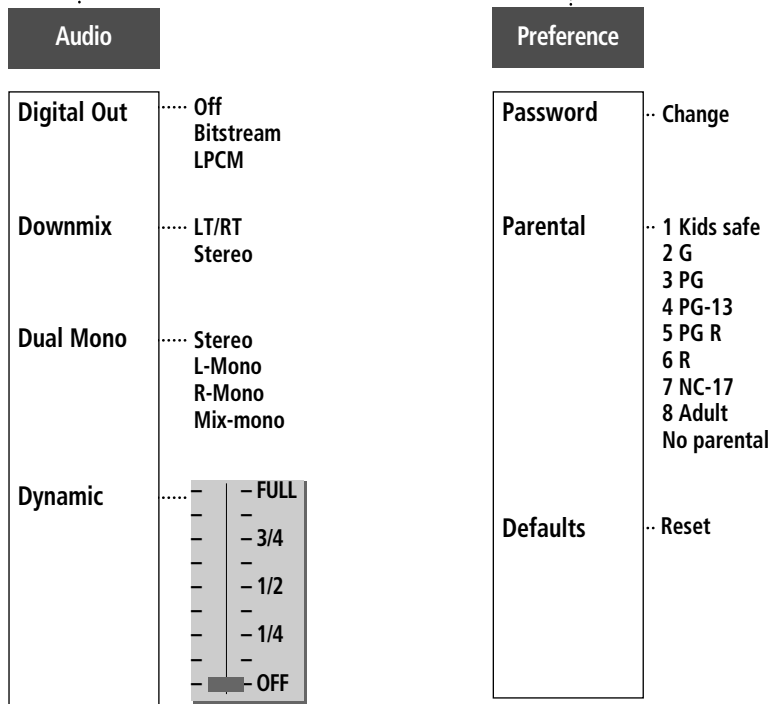 Audio
Digital Out
Off
Bitstream
LPCM
Downmix
LT/RT
Stereo
Dual Mono
Stereo
L-Mono
R-Mono
Mix-mono
Dynamic
FULL
3/4
1/2
1/4
OFF
Preference
Password
Change
Parental
1 Kids safe
2 G
3 PG
4 PG-13
5 PG R
6 R
7 NC-17
8 Adult
No parental
Defaults
Reset